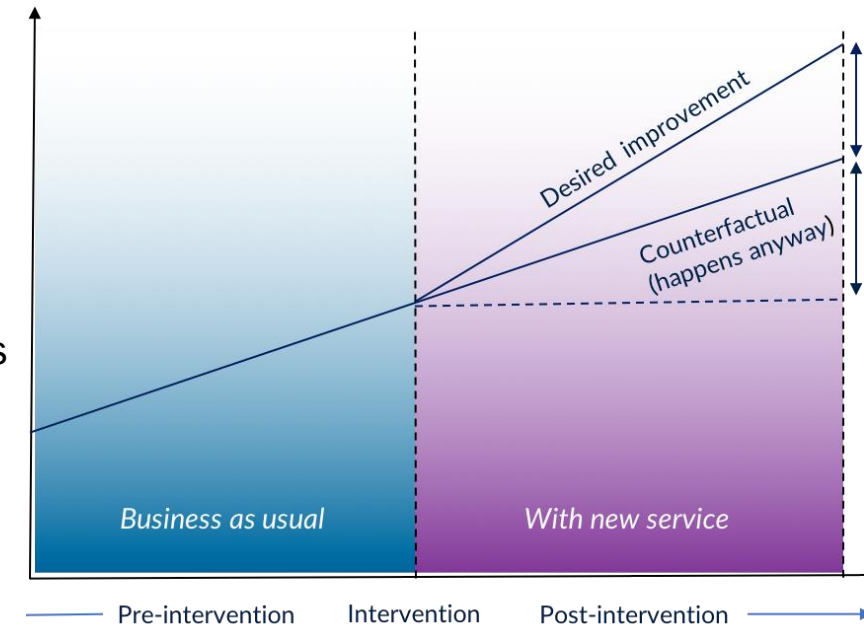 Desired improvement
Counterfactual
(happens anyway)
s
Business as usual
With new service
Pre-intervention
Intervention
Post-intervention